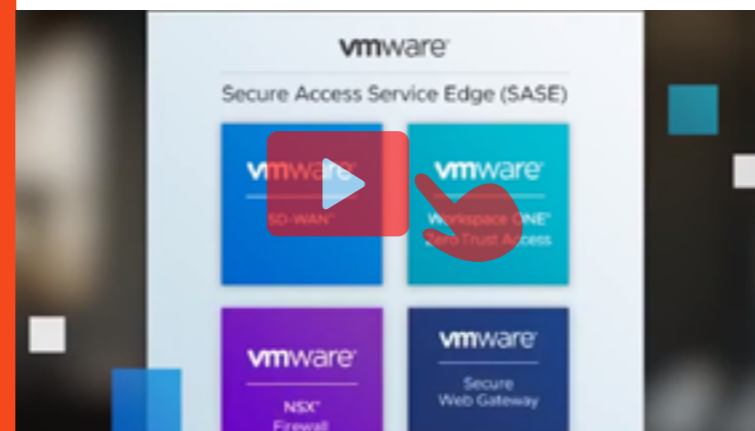 vmware®
Secure Access Service Edge (SASE)
vmware®
SD-WAN™
vmware®
Workspace ONE®
Zero Trust Access
vmware®
NSX®
Firewall
vmware®
Secure
Web Gateway